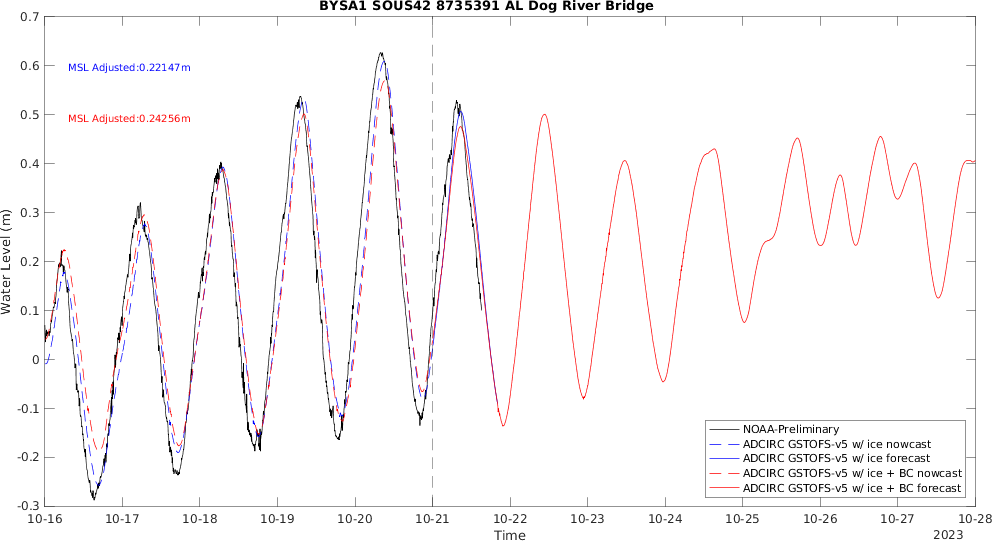 BYSA1 SOUS42 8735391 AL Dog River Bridge
0.7
0.6
0.5
0.4
0.3
0.2
0.1
0
-0.1
-0.2
-0.3
Water Level (m)
MSL Adjusted:0.22147m
MSL Adjusted:0.24256m
NOAA-Preliminary
ADCIRC GSTOFS-v5 w/ ice nowcast
ADCIRC GSTOFS-v5 w/ ice forecast
ADCIRC GSTOFS-v5 w/ ice + BC nowcast
ADCIRC GSTOFS-v5 w/ ice + BC forecast
10-16 10-17 10-18 10-19 10-20 10-21 10-22 10-23 10-24 10-25 10-26 10-27 10-28
Time
2023